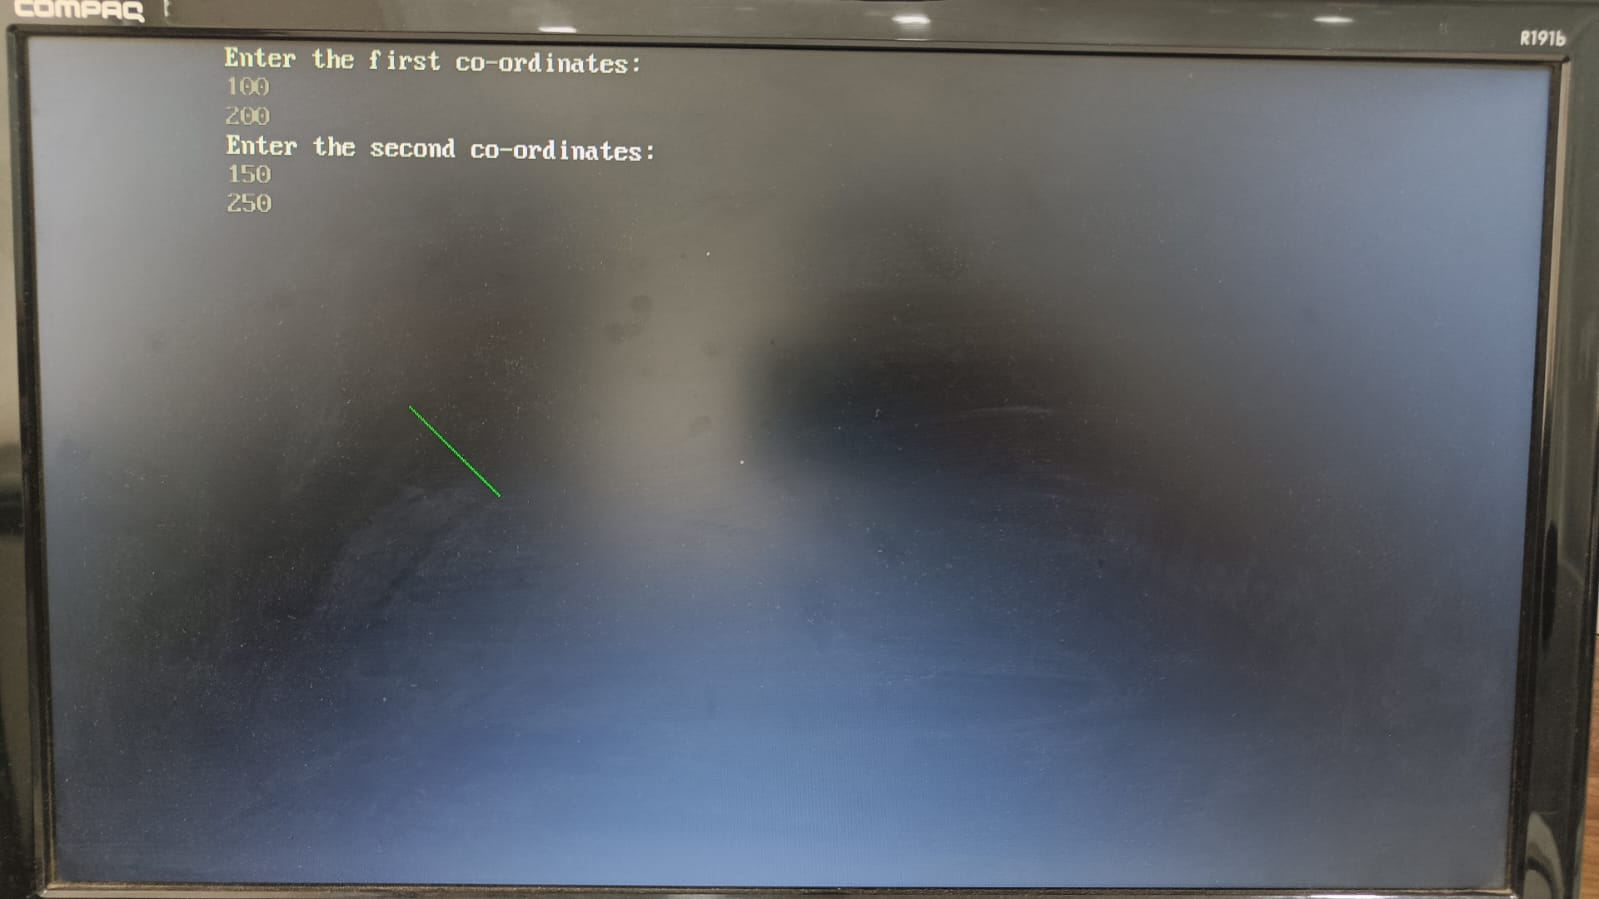 COMPAQ
R191b
Enter the first co-ordinates:
100
200
Enter the second co-ordinates:
150
250